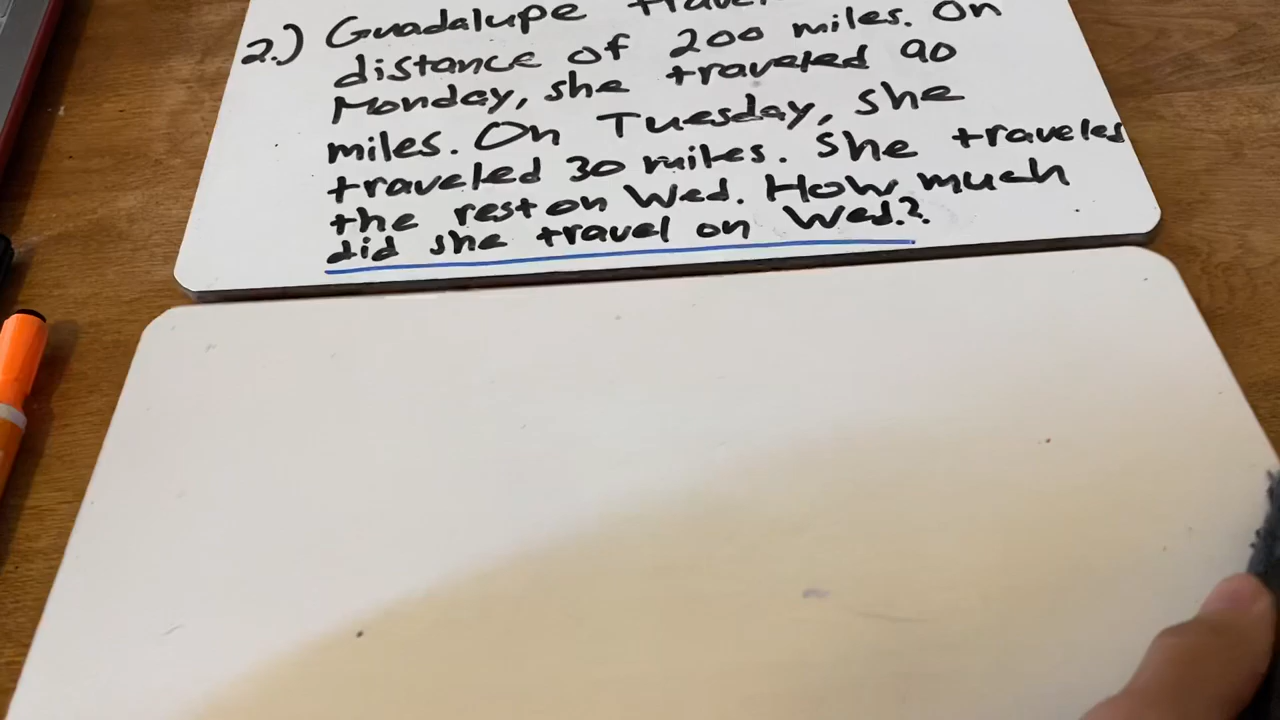 2.) Guadalupe
distance of 200 miles. On
Monday, she traveled 90
miles. On Tuesday, she
traveled 30 miles. She traveled
the rest on Wed. How much
did she travel on Wed.?